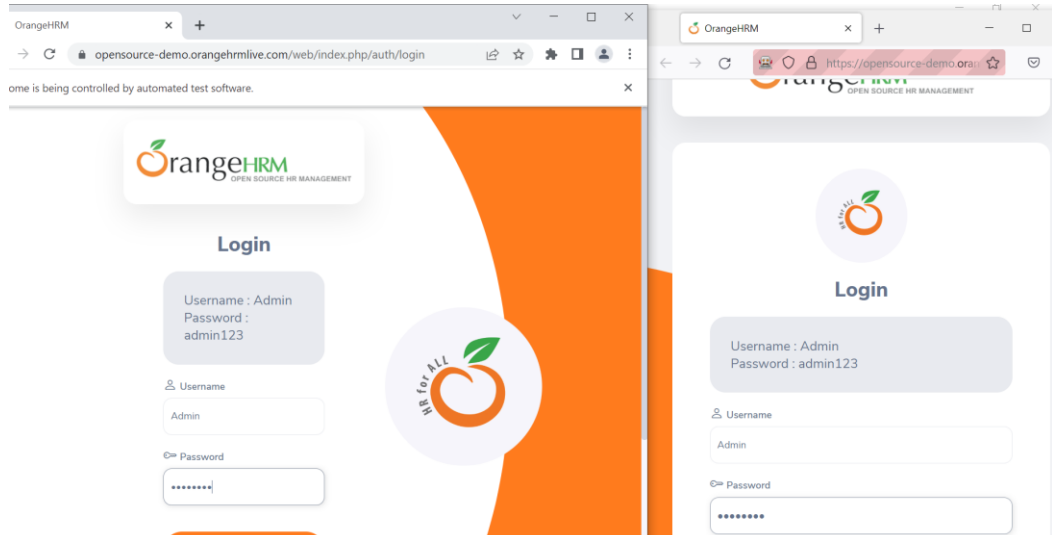 OrangeHRM
opensource-demo.orangehrmlive.com/web/index.php/auth/login
ome is being controlled by automated test software.
OrangeHRM
OPEN SOURCE HR MANAGEMENT
Login
Username : Admin
Password :
admin123
Username
Admin
Password
HR for ALL
OrangeHRM
https://opensource-demo.oran
OrangeHRM
OPEN SOURCE HR MANAGEMENT
HR for ALL
Login
Username : Admin
Password : admin123
Username
Admin
Password